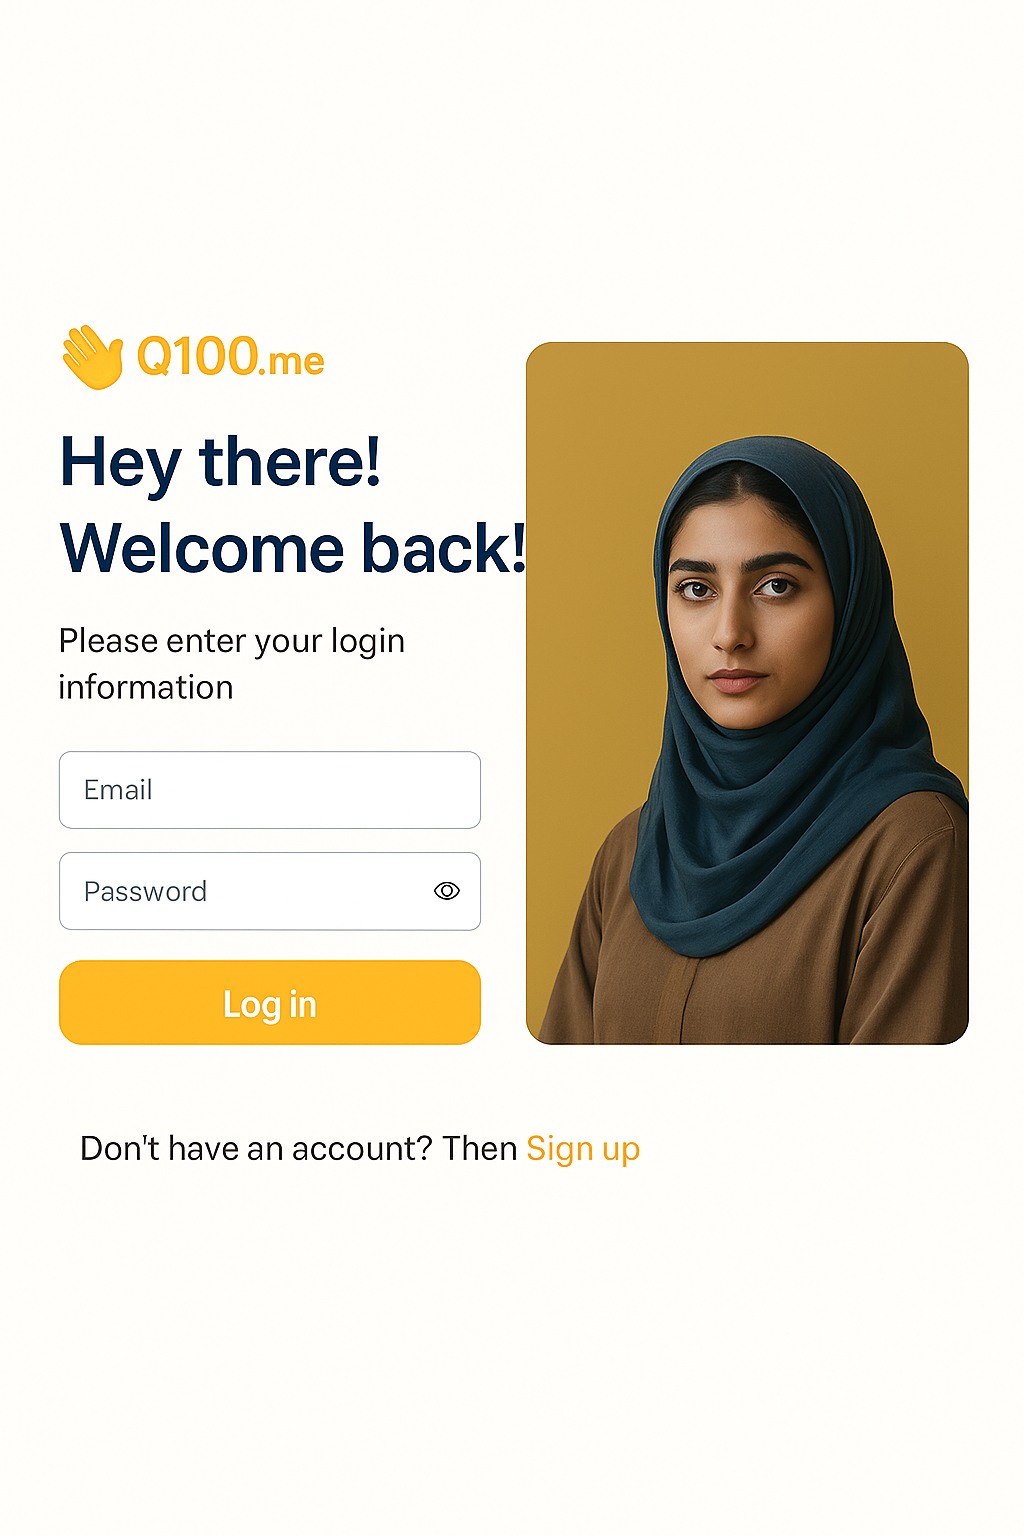 Q100.me
Hey there!
Welcome back!
Please enter your login
information
Email
Password
Log in
Don't have an account? Then Sign up